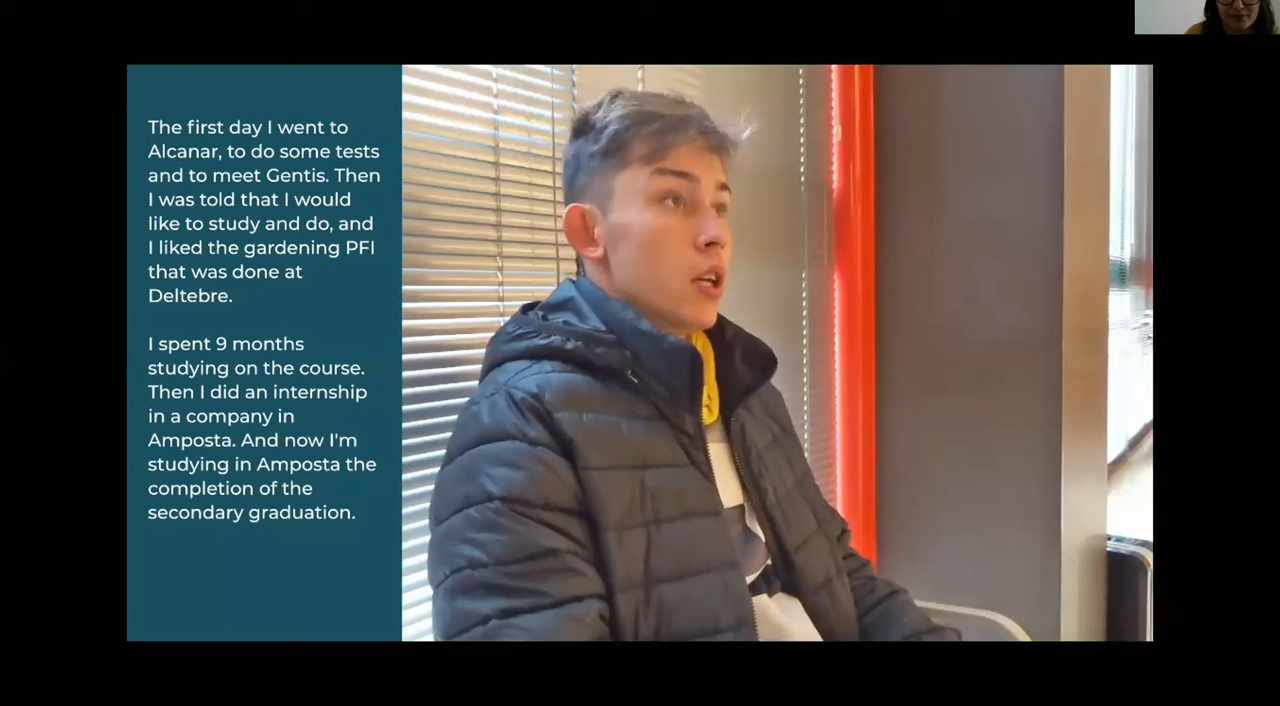 The first day I went to
Alcanar, to do some tests
and to meet Gentis. Then
I was told that I would
like to study and do, and
I liked the gardening PFI
that was done at
Deltebre.
I spent 9 months
studying on the course.
Then I did an internship
in a company in
Amposta. And now I'm
studying in Amposta the
completion of the
secondary graduation.